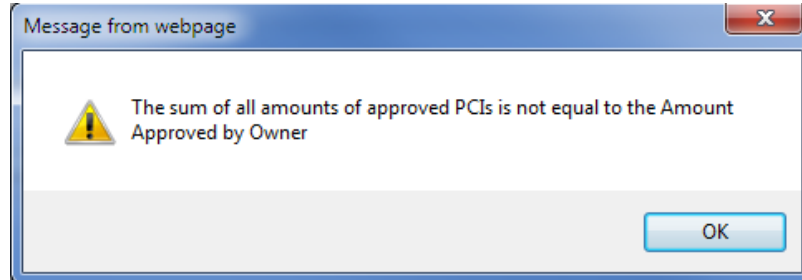 Message from webpage
The sum of all amounts of approved PCIs is not equal to the Amount
Approved by Owner
OK